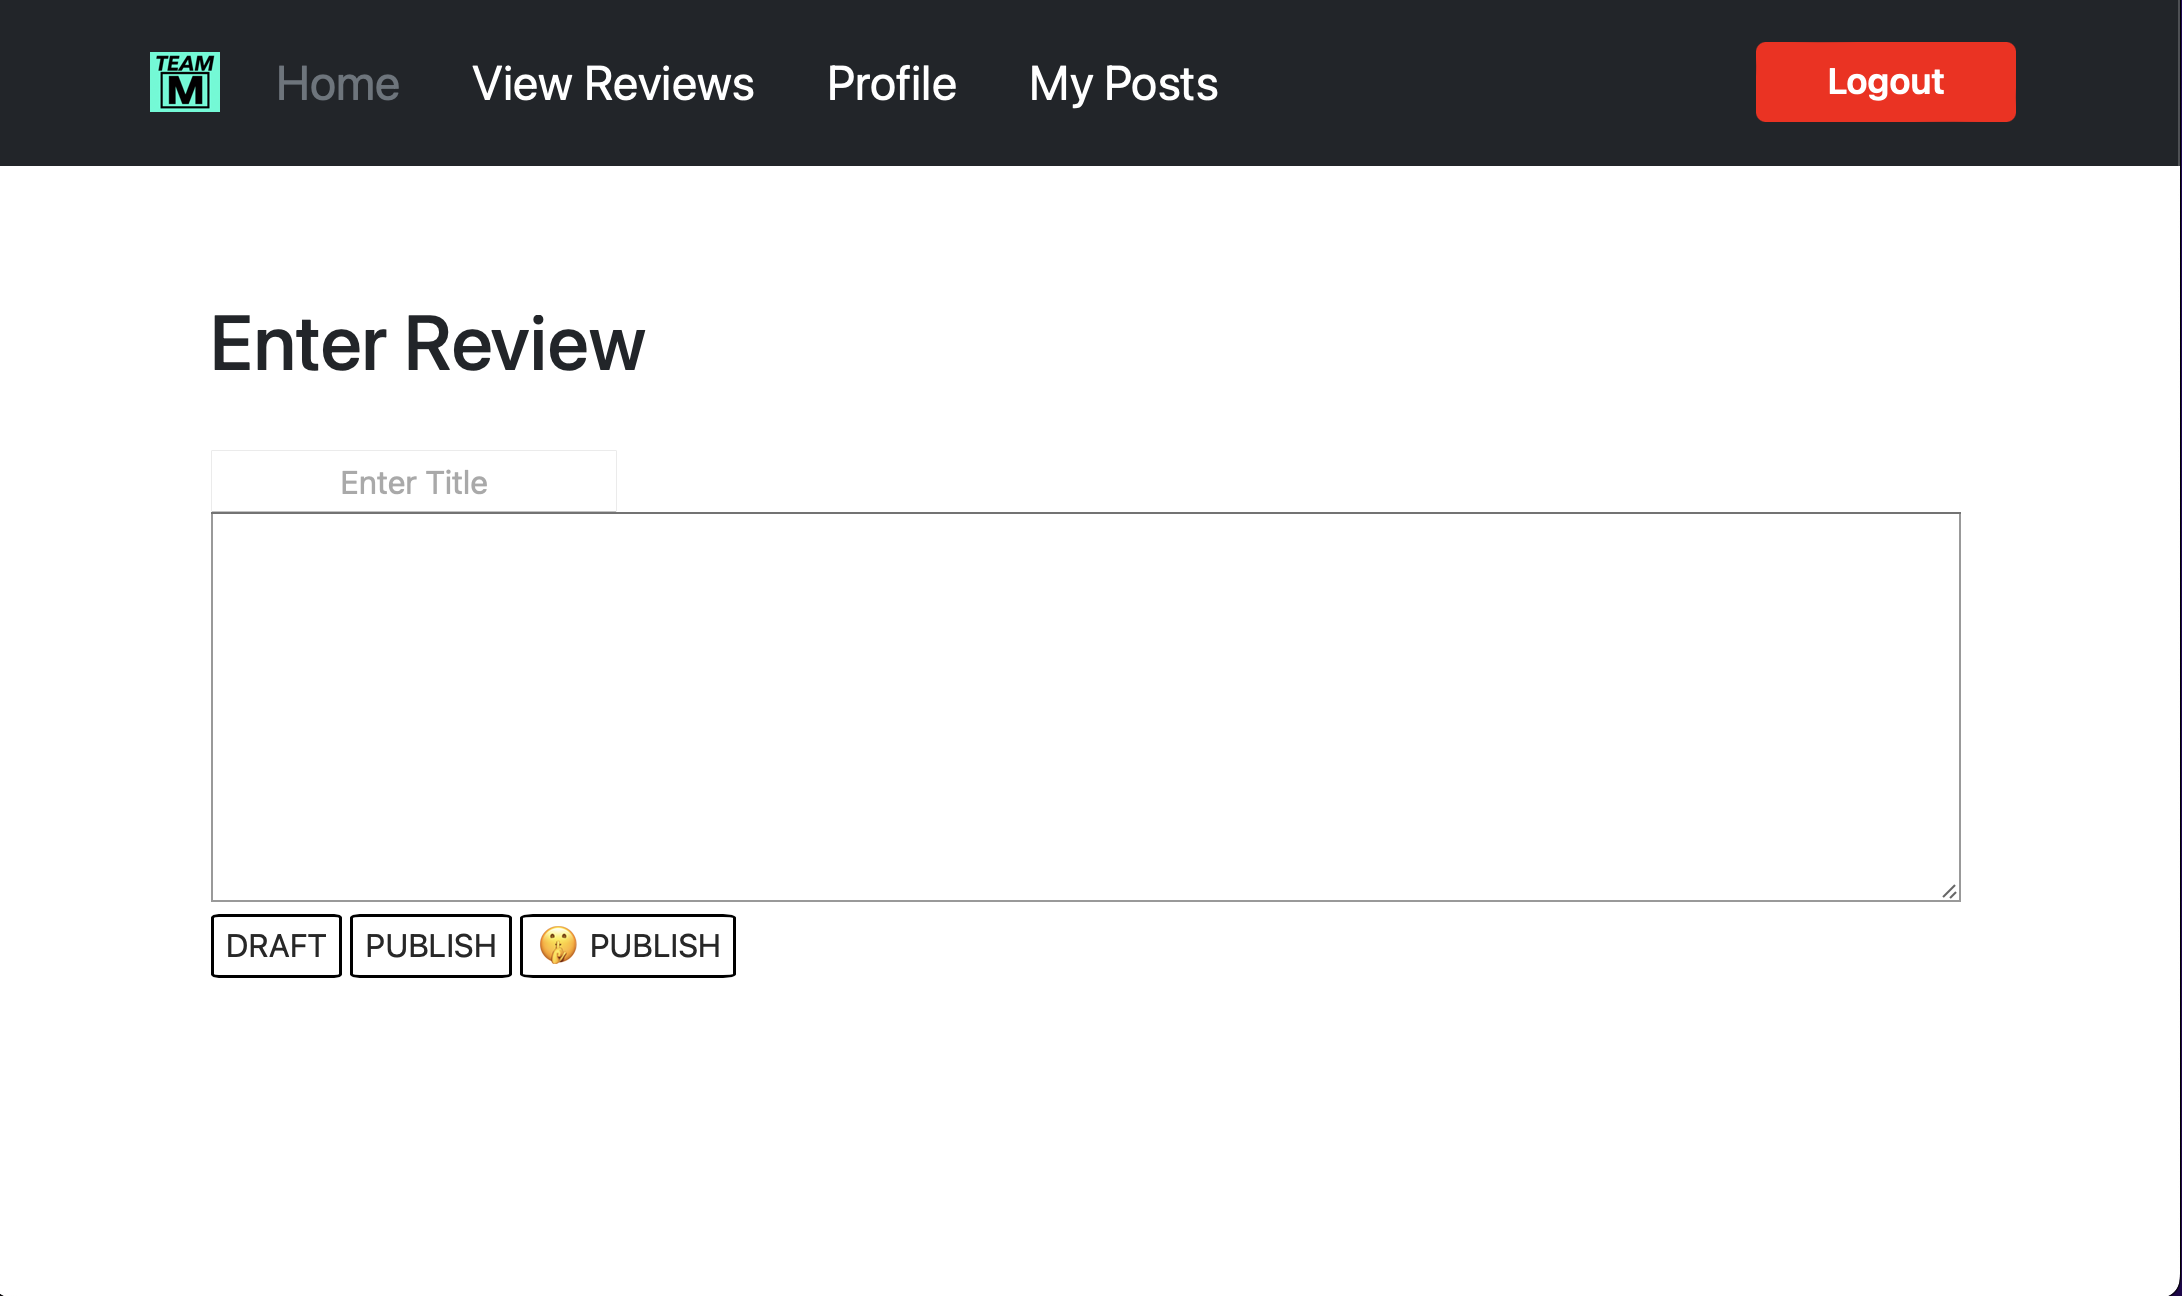 TEAM
M
Home View Reviews Profile My Posts Logout
Enter Review
Enter Title
DRAFT PUBLISH 🤫 PUBLISH